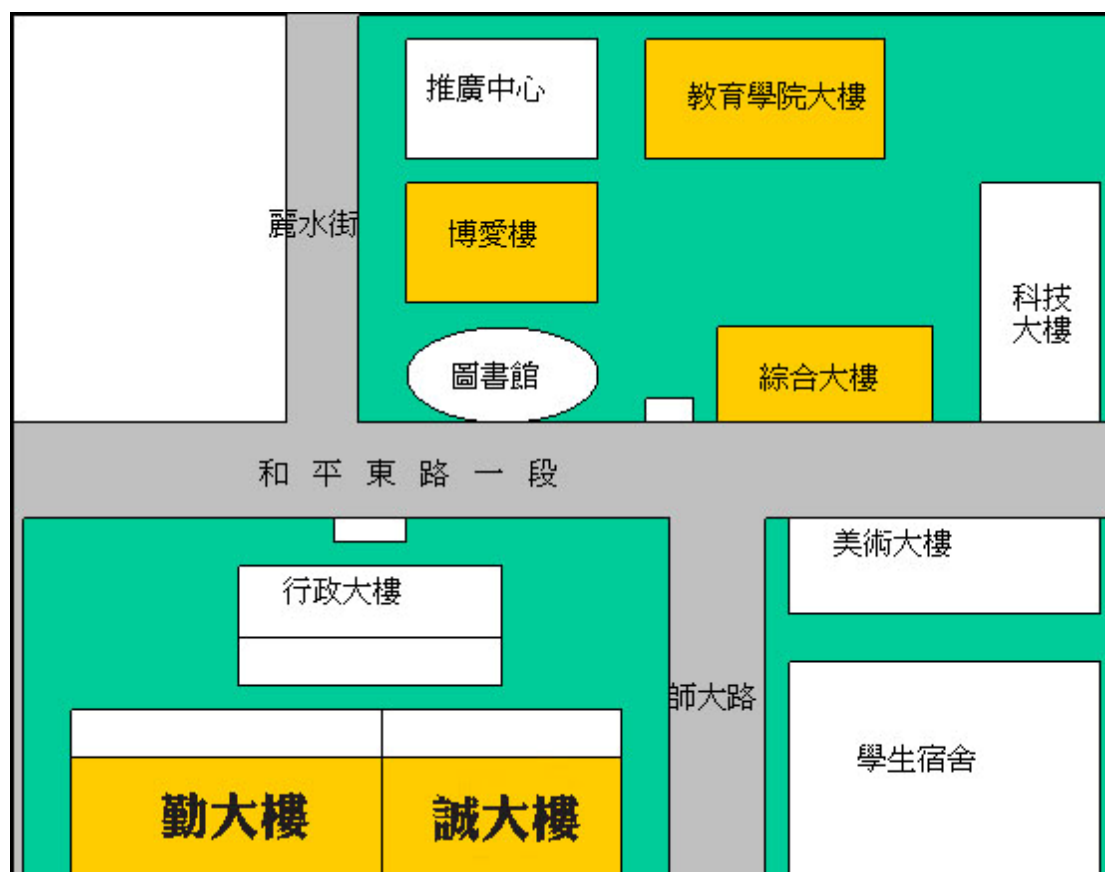 推廣中心
教育學院大樓
麗水街
博愛樓
科技
大樓
圖書館
綜合大樓
和平東路一段
美術大樓
行政大樓
師大路
學生宿舍
勤大樓
誠大樓